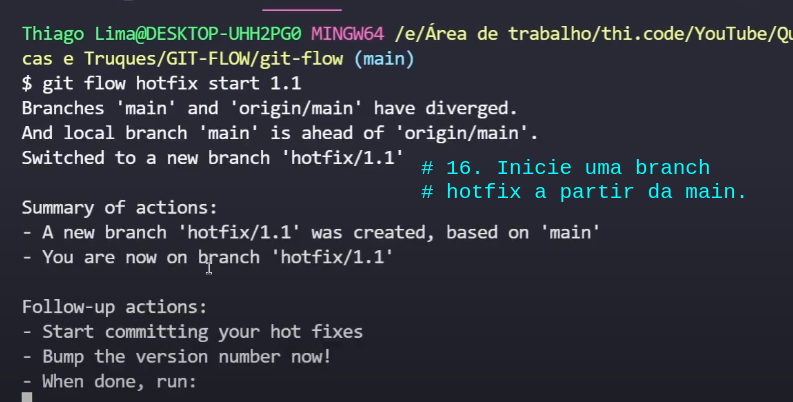 Thiago Lima@DESKTOP-UHH2PG0 MINGW64 /e/Área de trabalho/thi.code/YouTube/Qu
cas e Truques/GIT-FLOW/git-flow (main)
$ git flow hotfix start 1.1
Branches 'main' and 'origin/main' have diverged.
And local branch 'main' is ahead of 'origin/main'.
Switched to a new branch 'hotfix/1.1'
# 16. Inicie uma branch
# hotfix a partir da main.
Summary of actions:
- A new branch 'hotfix/1.1' was created, based on 'main'
- You are now on branch 'hotfix/1.1'
Follow-up actions:
- Start committing your hot fixes
- Bump the version number now!
- When done, run: